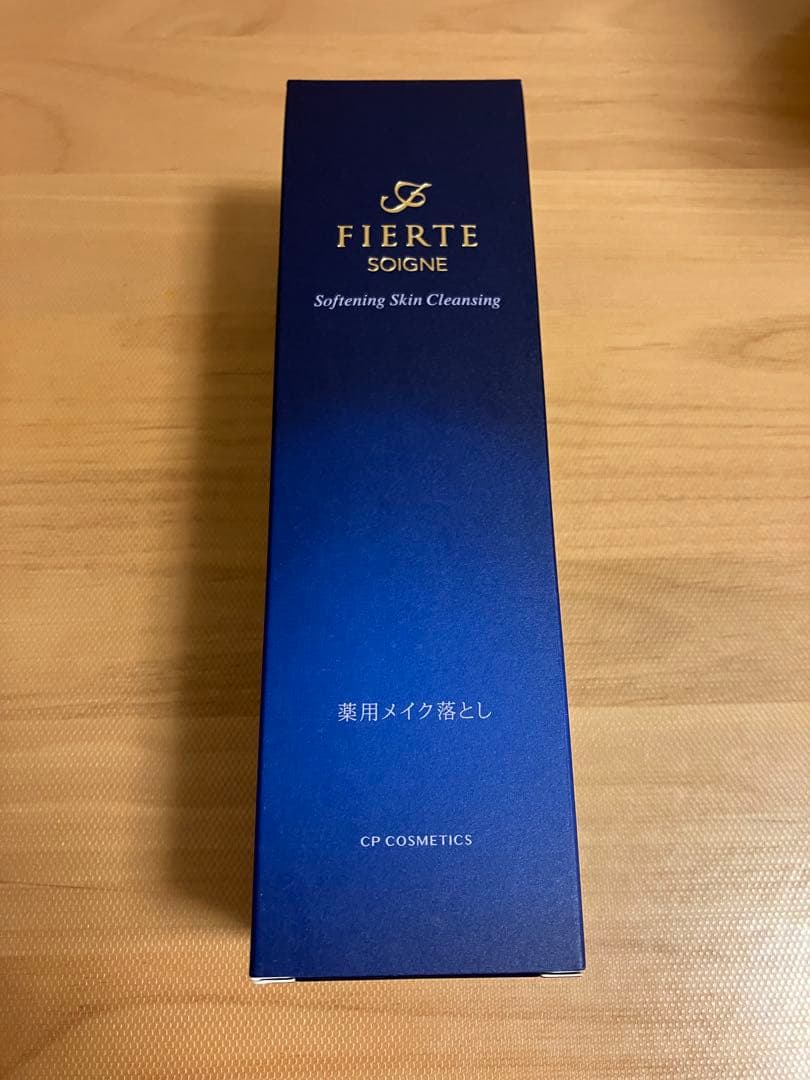 FIERTE
SOIGNE
Softening Skin Cleansing
薬用メイク落とし
CP COSMETICS